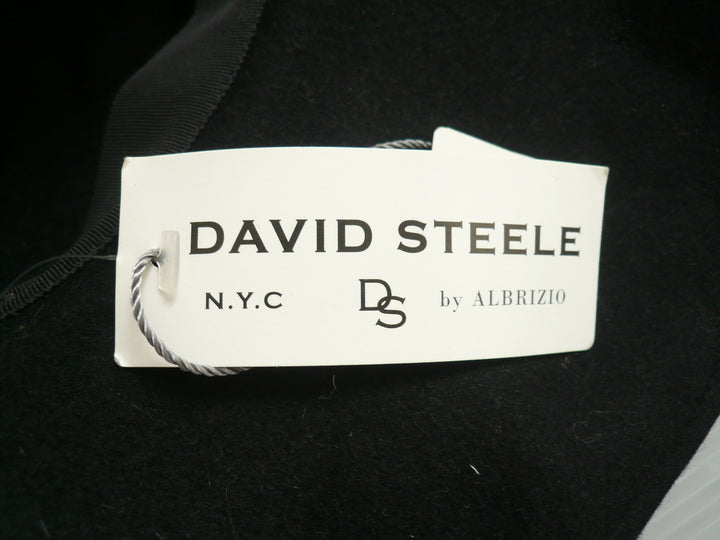 DAVID STEELE
N.Y.C DS by ALBRIZIO